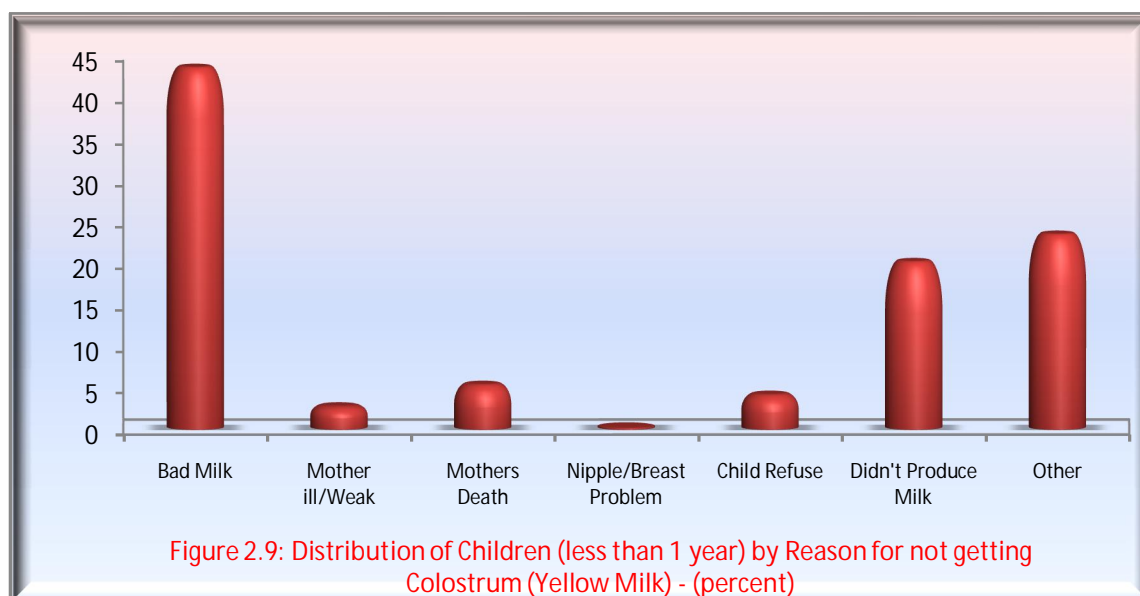 45
40
35
30
25
20
15
10
5
0
Bad Milk
Mother
ill/Weak
Mothers
Death
Nipple/Breast
Problem
Child Refuse
Didn't Produce
Milk
Other
Figure 2.9: Distribution of Children (less than 1 year) by Reason for not getting
Colostrum (Yellow Milk) - (percent)